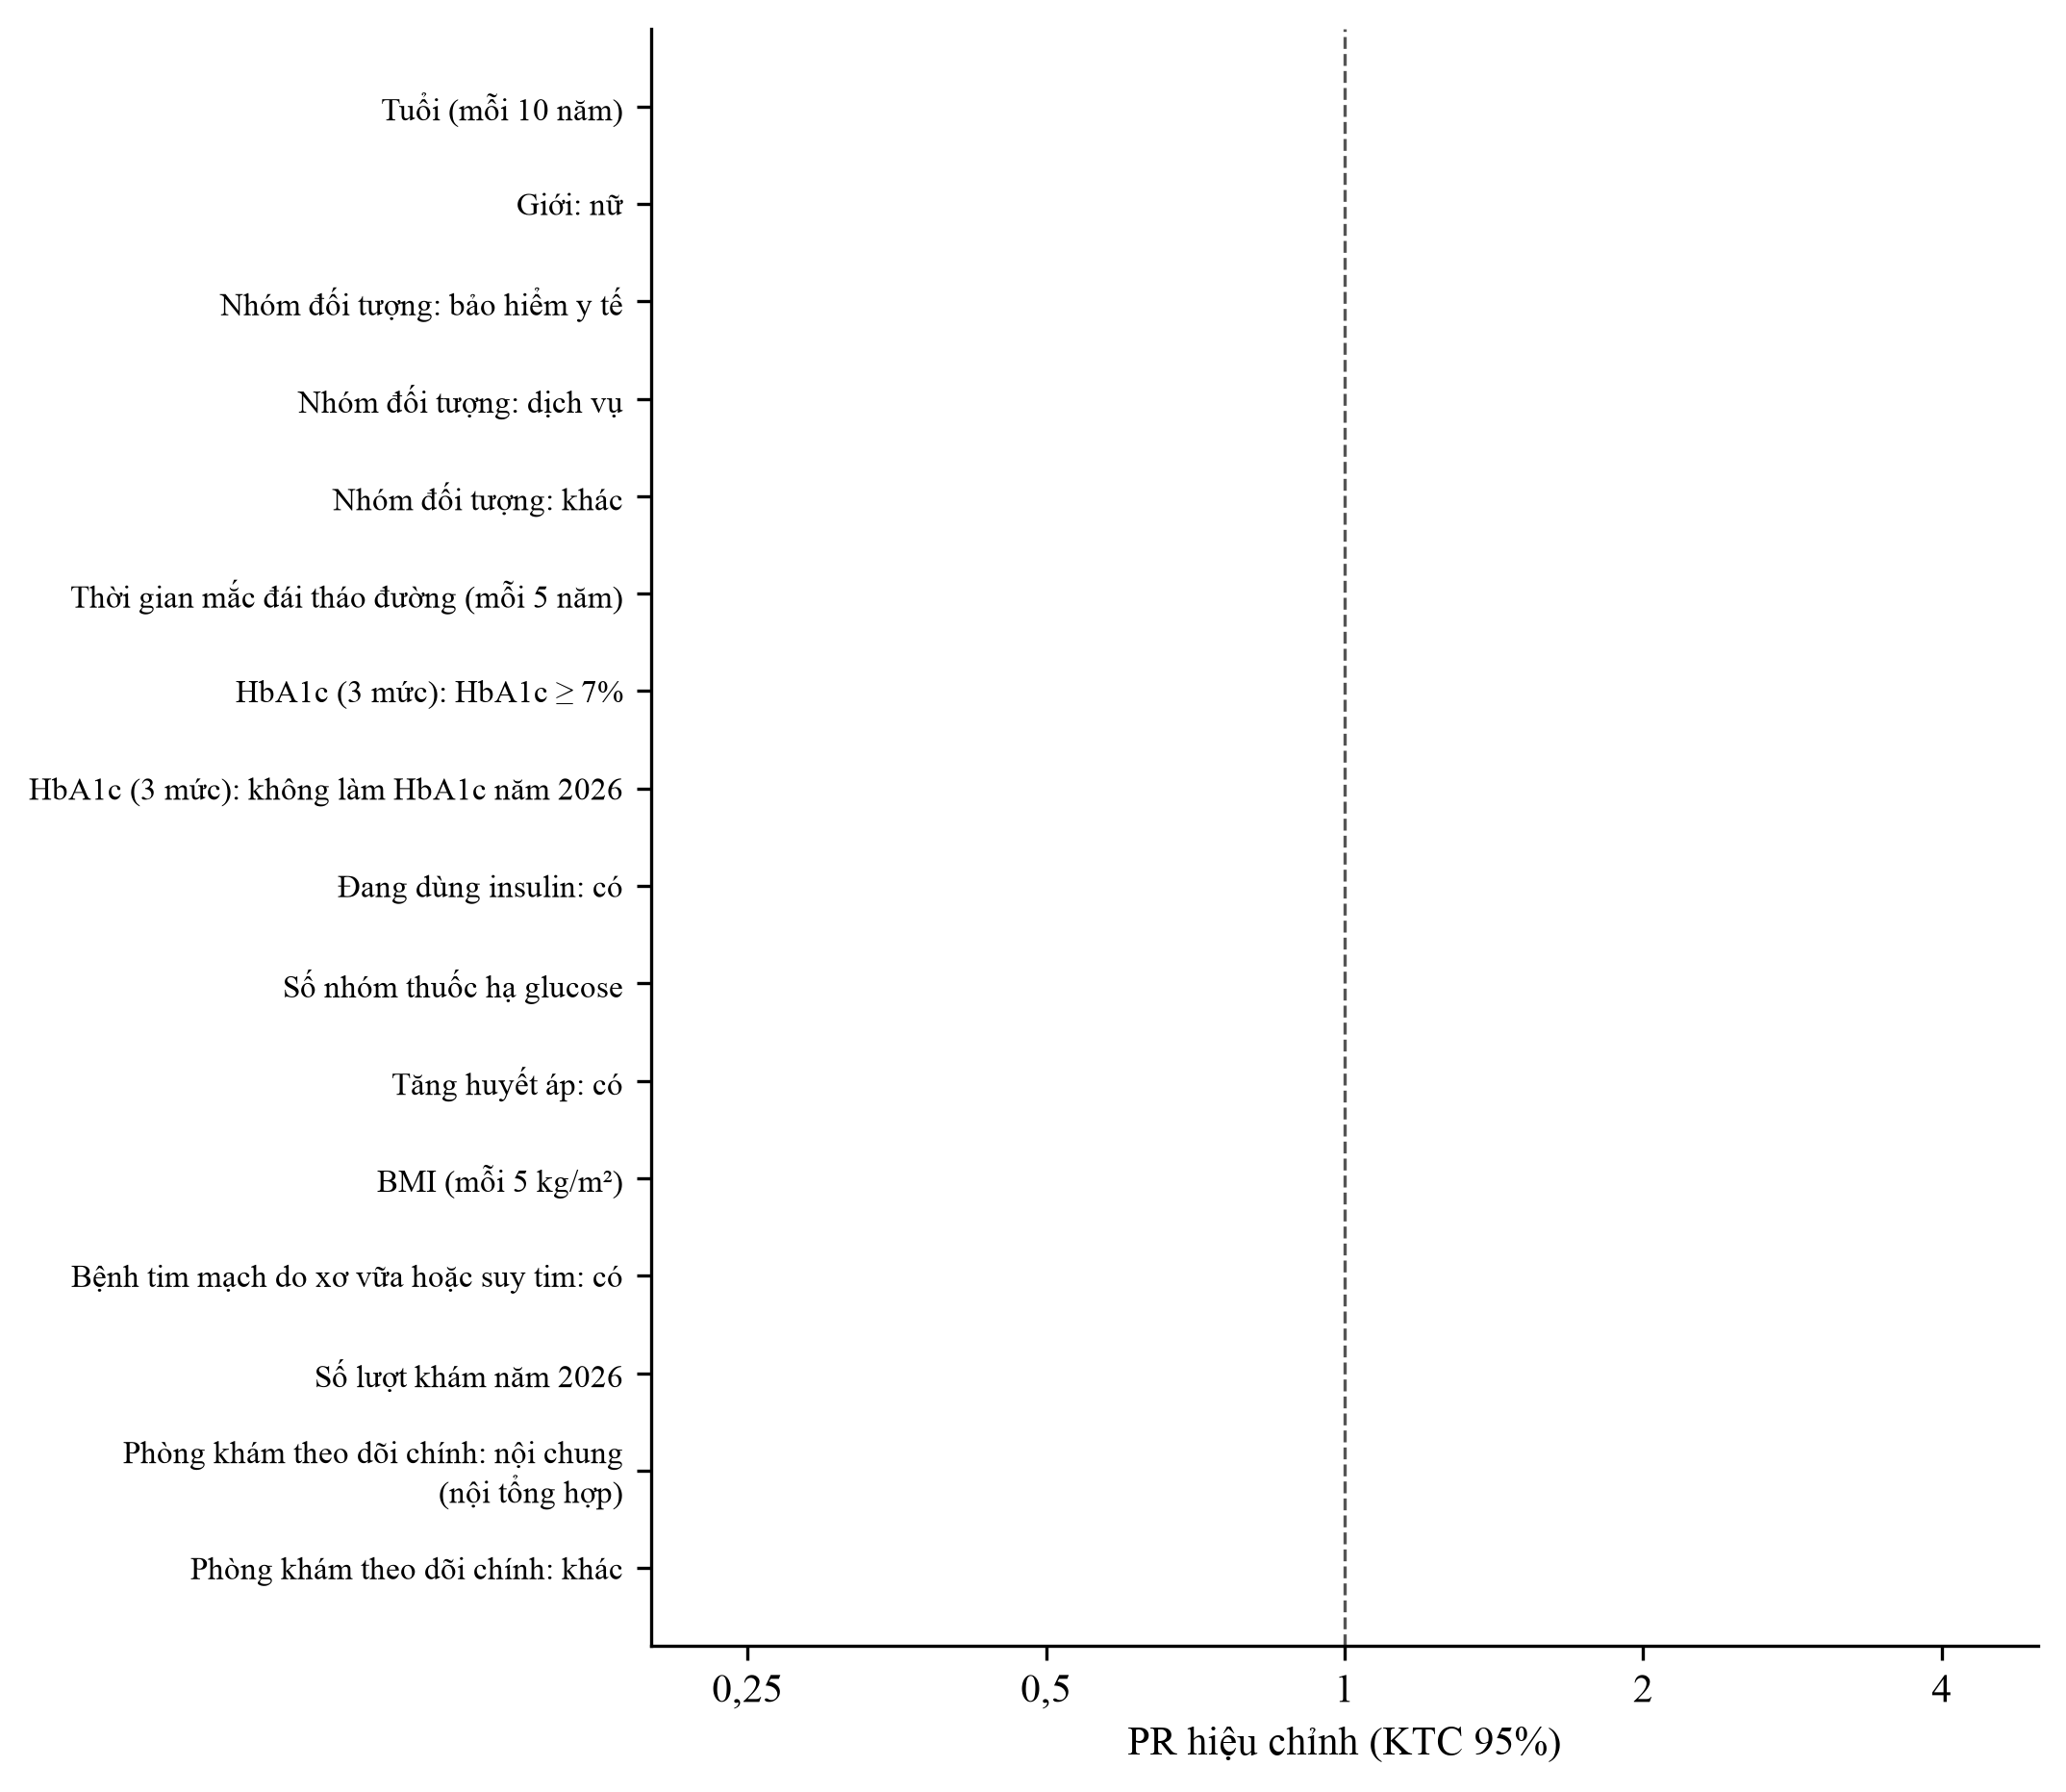 Tuổi (mỗi 10 năm)
Giới: nữ
Nhóm đối tượng: bảo hiểm y tế
Nhóm đối tượng: dịch vụ
Nhóm đối tượng: khác
Thời gian mắc đái tháo đường (mỗi 5 năm)
HbA1c (3 mức): HbA1c ≥ 7%
HbA1c (3 mức): không làm HbA1c năm 2026
Đang dùng insulin: có
Số nhóm thuốc hạ glucose
Tăng huyết áp: có
BMI (mỗi 5 kg/m²)
Bệnh tim mạch do xơ vữa hoặc suy tim: có
Số lượt khám năm 2026
Phòng khám theo dõi chính: nội chung
(nội tổng hợp)
Phòng khám theo dõi chính: khác
0,25 0,5 1 2 4
PR hiệu chỉnh (KTC 95%)